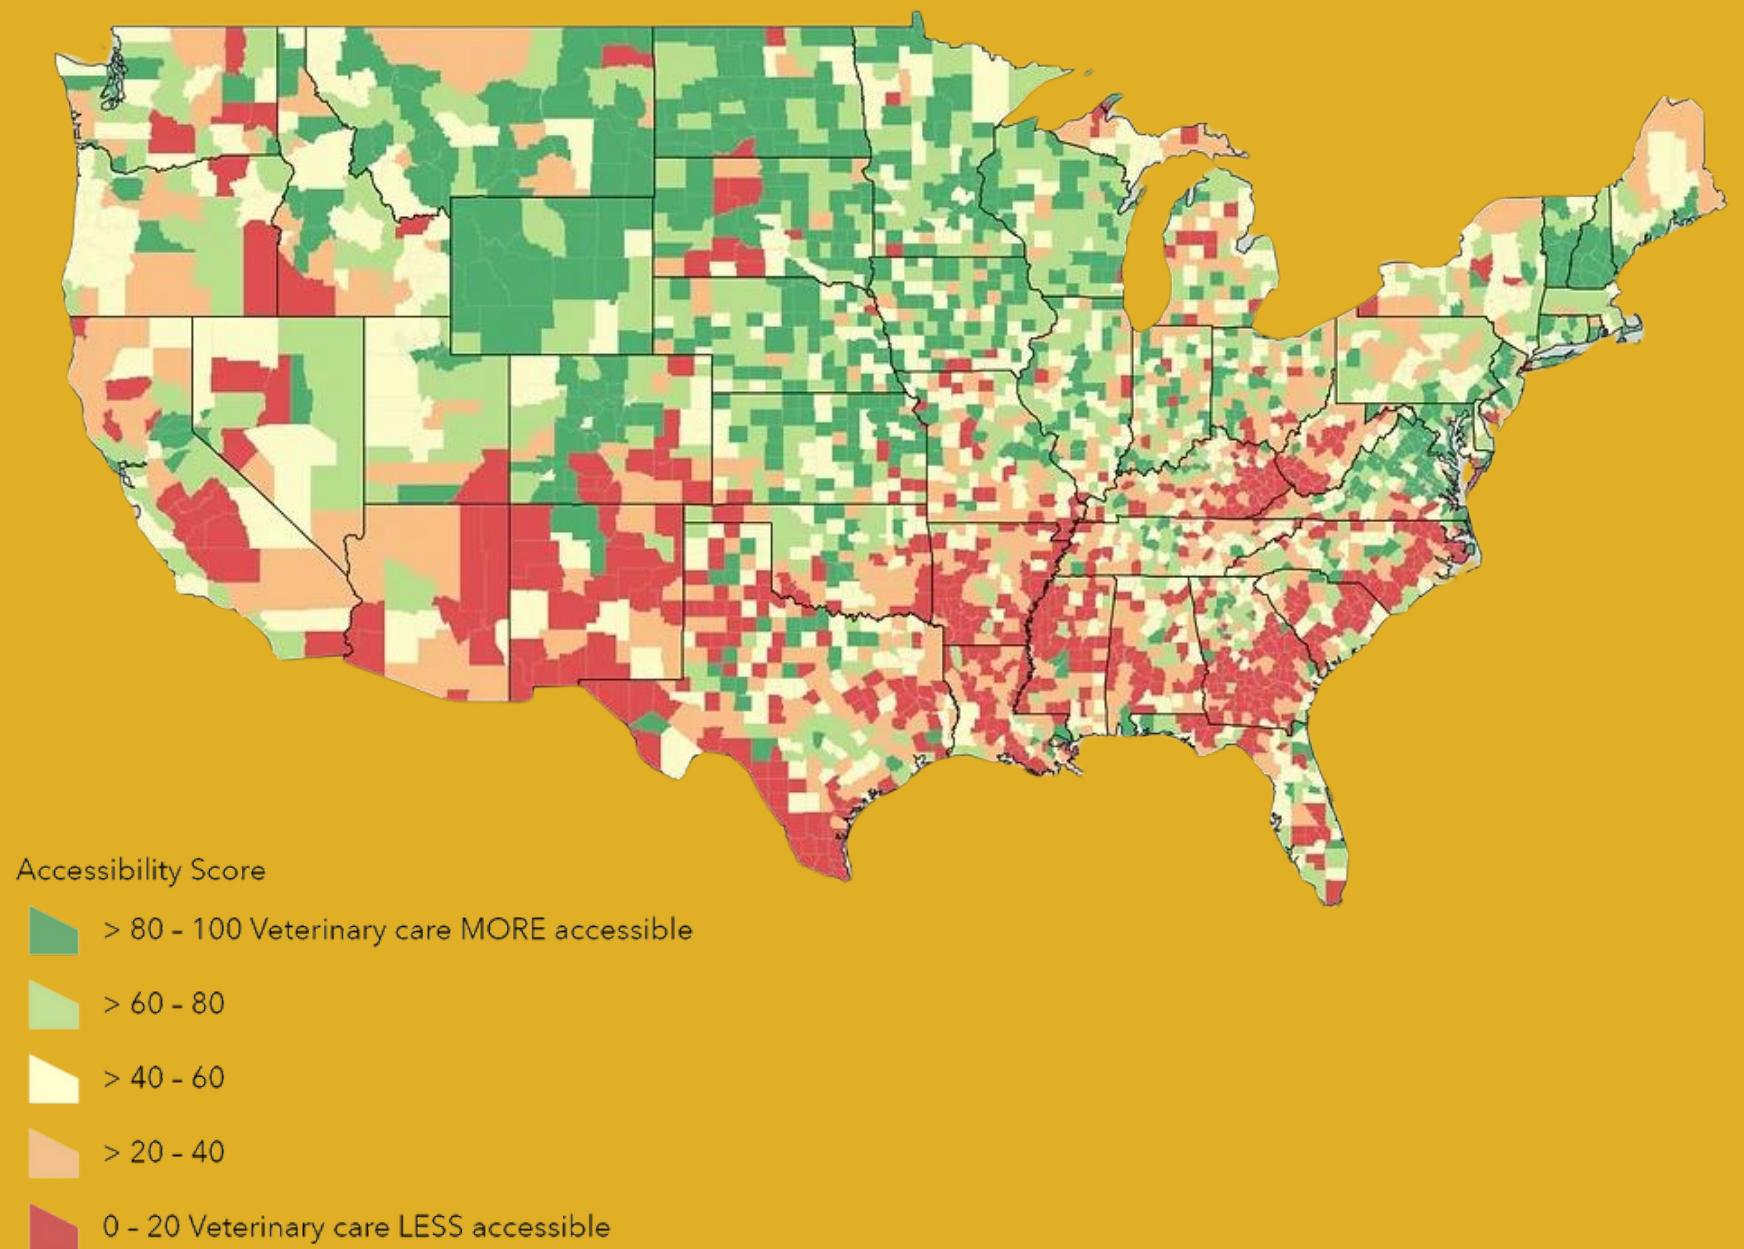 Accessibility Score
> 80 – 100 Veterinary care MORE accessible
> 60 – 80
> 40 – 60
> 20 – 40
0 – 20 Veterinary care LESS accessible